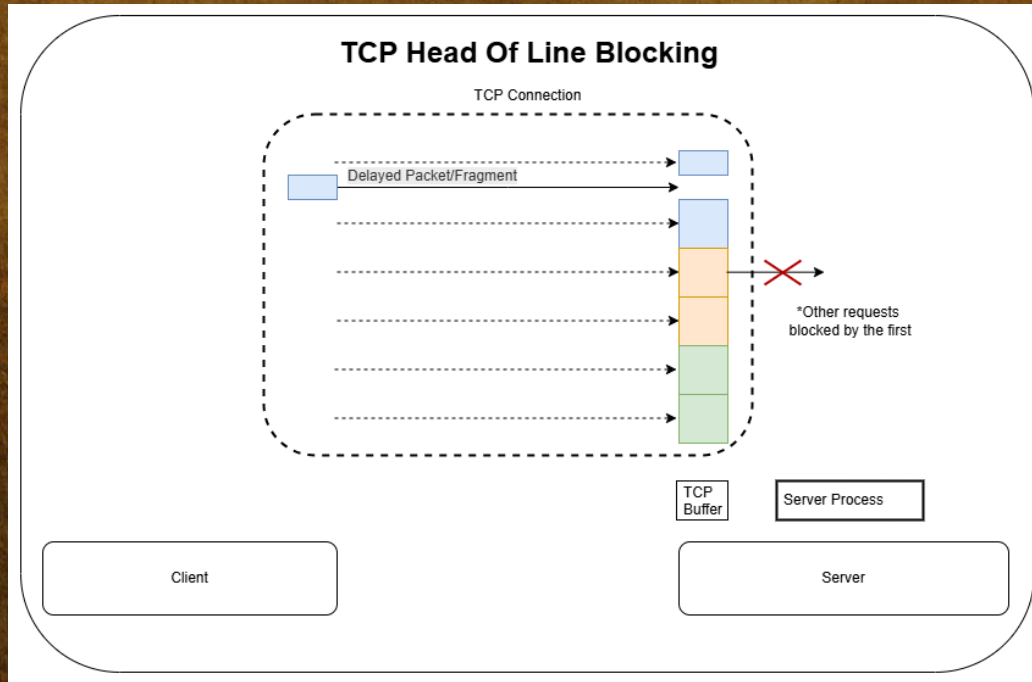 TCP Head Of Line Blocking
TCP Connection
Delayed Packet/Fragment
*Other requests
blocked by the first
TCP
Buffer
Server Process
Client
Server